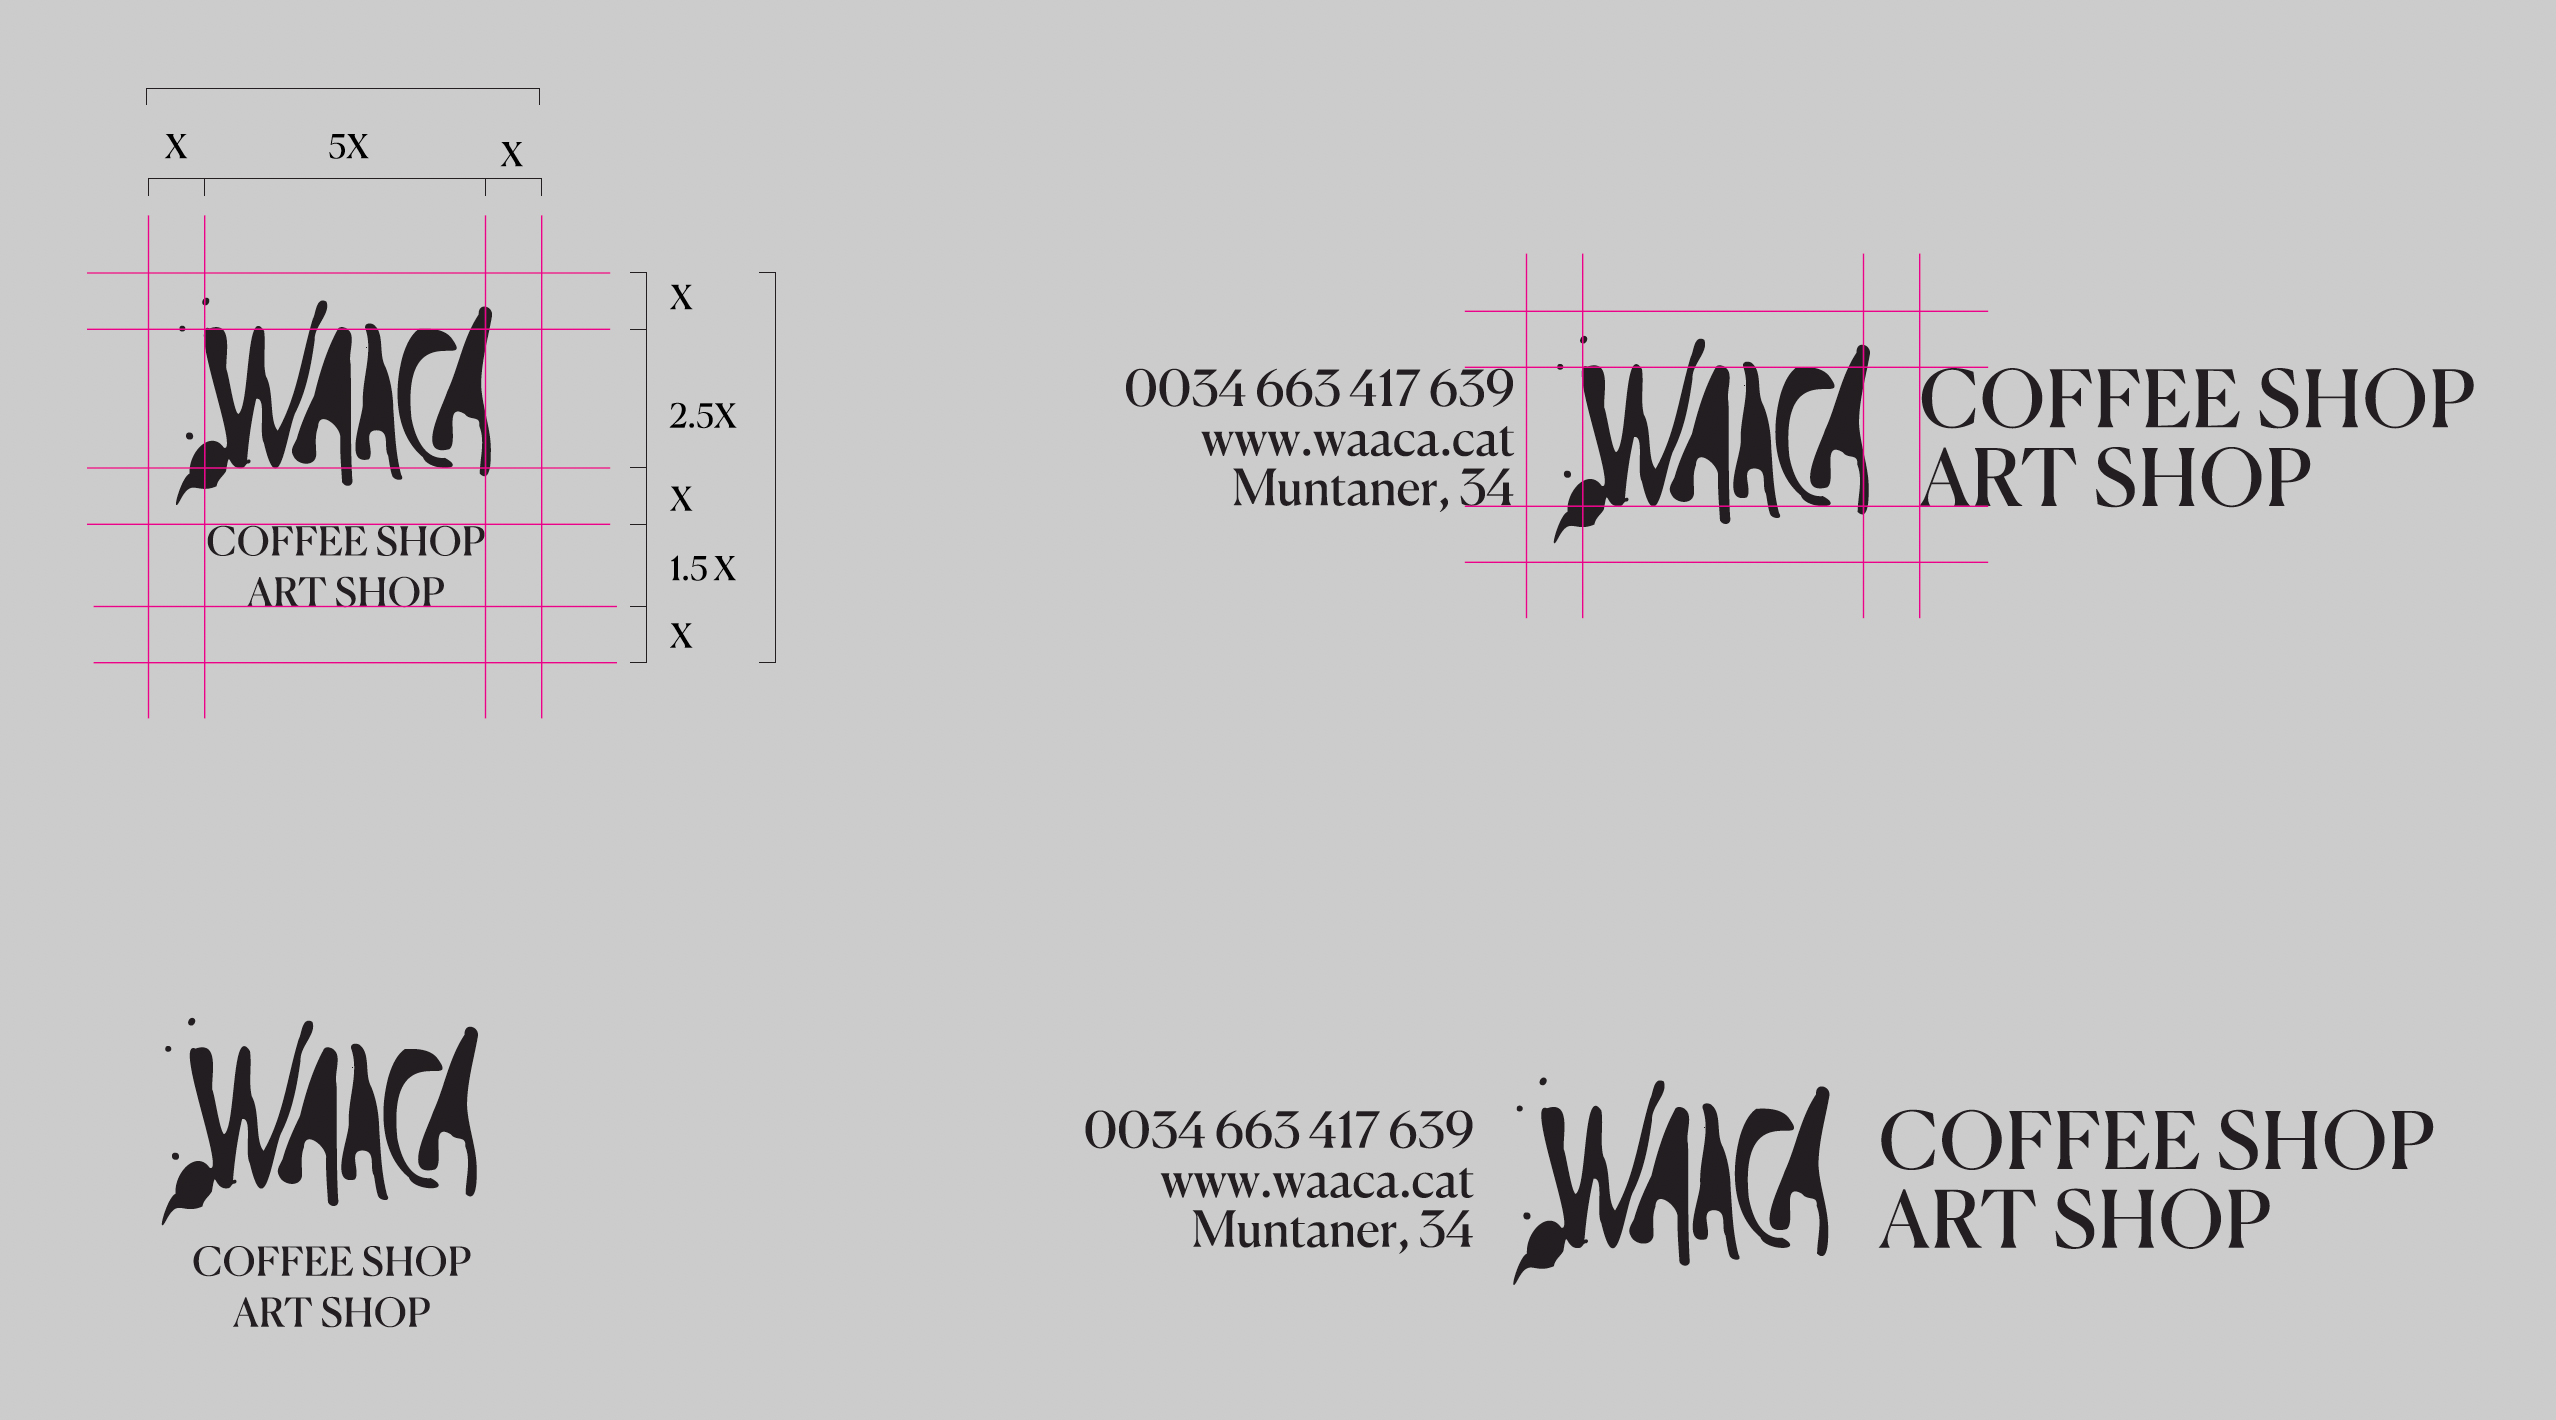 X 5X X
X
WAACA
2.5X
X
COFFEE SHOP
1.5 X
ART SHOP
X
0034 663 417 639
www.waaca.cat
Muntaner, 34
WAACA
COFFEE SHOP
ART SHOP
WAACA
COFFEE SHOP
ART SHOP
0034 663 417 639
www.waaca.cat
Muntaner, 34
WAACA
COFFEE SHOP
ART SHOP